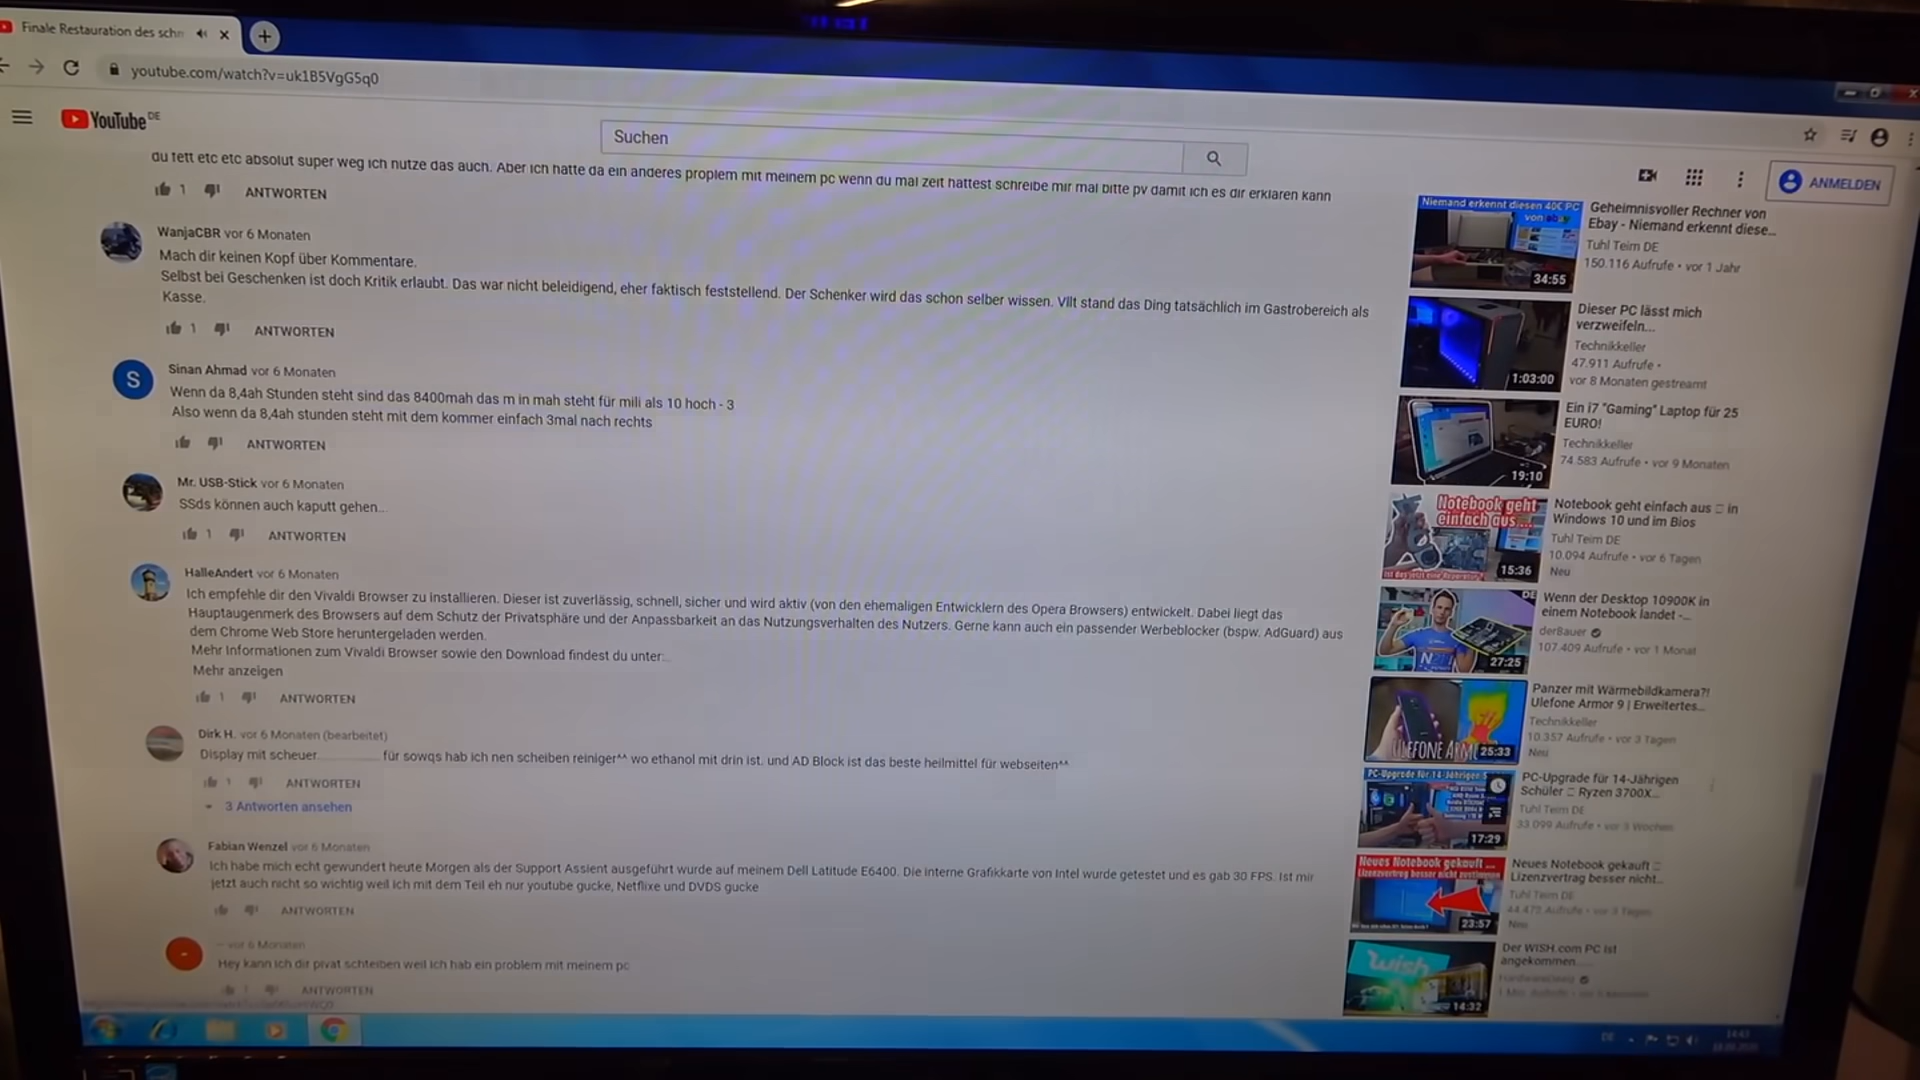 Finale Restauration des schn
youtube.com/watch?v=uk1B5VgG5q0
YouTube DE
Suchen
ANMELDEN
du fett etc etc absolut super weg ich nutze das auch. Aber ich hatte da ein anderes proplem mit meinem pc wenn du mal zeit hattest schreibe mir mal bitte pv damit ich es dir erklären kann
1 ANTWORTEN
WanjaCBR vor 6 Monaten
Mach dir keinen Kopf über Kommentare.
Selbst bei Geschenken ist doch Kritik erlaubt. Das war nicht beleidigend, eher faktisch feststellend. Der Schenker wird das schon selber wissen. Vllt stand das Ding tatsächlich im Gastrobereich als
Kasse.
1 ANTWORTEN
Sinan Ahmad vor 6 Monaten
S
Wenn da 8,4ah Stunden steht sind das 8400mah das m in mah steht für mili als 10 hoch - 3
Also wenn da 8,4ah stunden steht mit dem kommer einfach 3mal nach rechts
ANTWORTEN
Mr. USB-Stick vor 6 Monaten
SSds können auch kaputt gehen...
1 ANTWORTEN
HalleAndert vor 6 Monaten
Ich empfehle dir den Vivaldi Browser zu installieren. Dieser ist zuverlässig, schnell, sicher und wird aktiv (von den ehemaligen Entwicklern des Opera Browsers) entwickelt. Dabei liegt das
Hauptaugenmerk des Browsers auf dem Schutz der Privatsphäre und der Anpassbarkeit an das Nutzungsverhalten des Nutzers. Gerne kann auch ein passender Werbeblocker (bspw. AdGuard) aus
dem Chrome Web Store heruntergeladen werden.
Mehr Informationen zum Vivaldi Browser sowie den Download findest du unter:
Mehr anzeigen
1 ANTWORTEN
Dirk H. vor 6 Monaten (bearbeitet)
Display mit scheuer.................für sowqs hab ich nen scheiben reiniger^^ wo ethanol mit drin ist. und AD Block ist das beste heilmittel für webseiten^^
1 ANTWORTEN
3 Antworten ansehen
Fabian Wenzel vor 6 Monaten
Ich habe mich echt gewundert heute Morgen als der Support Assient ausgeführt wurde auf meinem Dell Latitude E6400. Die Interne Grafikkarte von Intel wurde getestet und es gab 30 FPS. Ist mir
jetzt auch nicht so wichtig weil ich mit dem Teil eh nur youtube gucke, Netflixe und DVDS gucke
ANTWORTEN
vor 6 Monaten
Hey kann ich dir pivat schteiben weil ich hab ein problem mit meinem pc
1 ANTWORTEN
Niemand erkennt diesen 40€ PC
von ebay
34:55
Geheimnisvoller Rechner von
Ebay - Niemand erkennt diese...
Tuhl Teim DE
150.116 Aufrufe • vor 1 Jahr
1:03:00
Dieser PC lässt mich
verzweifeln...
Technikkeller
47.911 Aufrufe •
vor 8 Monaten gestreamt
19:10
Ein i7 "Gaming" Laptop für 25
EURO!
Technikkeller
74.583 Aufrufe • vor 9 Monaten
Notebook geht
einfach aus...
15:36
Notebook geht einfach aus □ in
Windows 10 und im Bios
Tuhl Teim DE
10.094 Aufrufe • vor 6 Tagen
Neu
27:25
Wenn der Desktop 10900K in
einem Notebook landet -...
der8auer
107.409 Aufrufe • vor 1 Monat
ULEFONE ARM
25:33
Panzer mit Wärmebildkamera?!
Ulefone Armor 9 | Erweitertes...
Technikkeller
10.357 Aufrufe • vor 3 Tagen
Neu
PC-Upgrade für 14-Jährigen S
17:29
PC-Upgrade für 14-Jährigen
Schüler □ Ryzen 3700X...
Tuhl Teim DE
33.099 Aufrufe • vor 3 Wochen
Neues Notebook gekauft...
Lizenzvertrag besser nicht zustimmen
23:57
Neues Notebook gekauft □
Lizenzvertrag besser nicht...
Tuhl Teim DE
44.473 Aufrufe • vor 3 Tagen
Neu
wish
14:32
Der WISH.com PC ist
angekommen...
DE
14:43